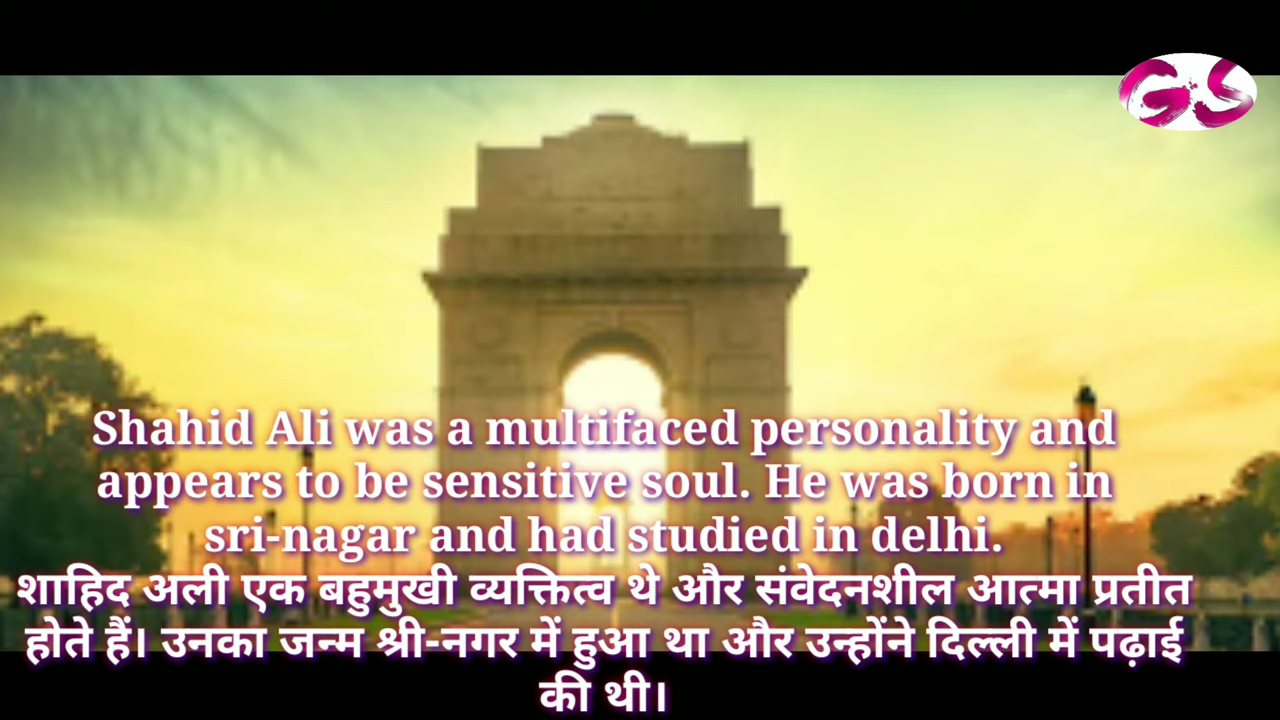 GS
Shahid Ali was a multifaced personality and
appears to be sensitive soul. He was born in
sri-nagar and had studied in delhi.
शाहिद अली एक बहुमुखी व्यक्तित्व थे और संवेदनशील आत्मा प्रतीत
होते हैं। उनका जन्म श्री-नगर में हुआ था और उन्होंने दिल्ली में पढ़ाई
की थी।